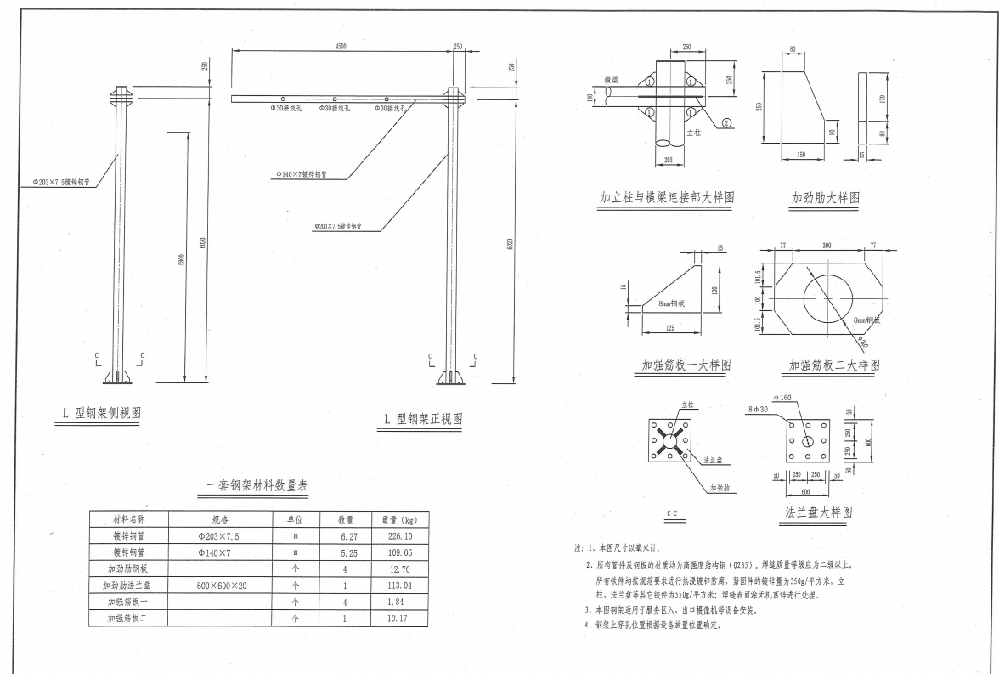 4500
250
250
Φ30接线孔
Φ30接线孔
Φ30接线孔
Φ203×7.5镀锌钢管
Φ140×7镀锌钢管
Φ203×7.5镀锌钢管
5800
6020
6020
250
C
C
C
C
L 型钢架侧视图
L 型钢架正视图
250
横梁
140
1
1
1
1
250
2
立柱
203
加立柱与横梁连接部大样图
80
250
80
150
170
80
15
加劲肋大样图
15
15
100
8mm钢板
125
加强筋板一大样图
77
300
77
101.5
100
101.5
8mm钢板
Φ203
加强筋板二大样图
立柱
法兰盘
加劲肋
C-C
Φ160
8Φ30
50
250
250
50
600
50
250
250
50
600
法兰盘大样图
一套钢架材料数量表
材料名称 规格 单位 数量 重量(kg)
镀锌钢管 Φ203×7.5 m 6.27 226.10
镀锌钢管 Φ140×7 m 5.25 109.06
加劲肋钢板 个 4 12.70
加劲肋法兰盘 600×600×20 个 1 113.04
加强筋板一 个 4 1.84
加强筋板二 个 1 10.17
注：1、本图尺寸以毫米计。
2、所有管件及钢板的材质均为高强度结构钢(Q235)，焊缝质量等级应为二级以上。
所有铁件均按规范要求进行热浸镀锌防腐，紧固件的镀锌量为350g/平方米，立
柱、法兰盘等其它铁件为550g/平方米；焊缝表面涂无机富锌进行处理。
3、本图钢架适用于服务区入、出口摄像机等设备安装。
4、钢架上穿孔位置根据设备放置位置确定。